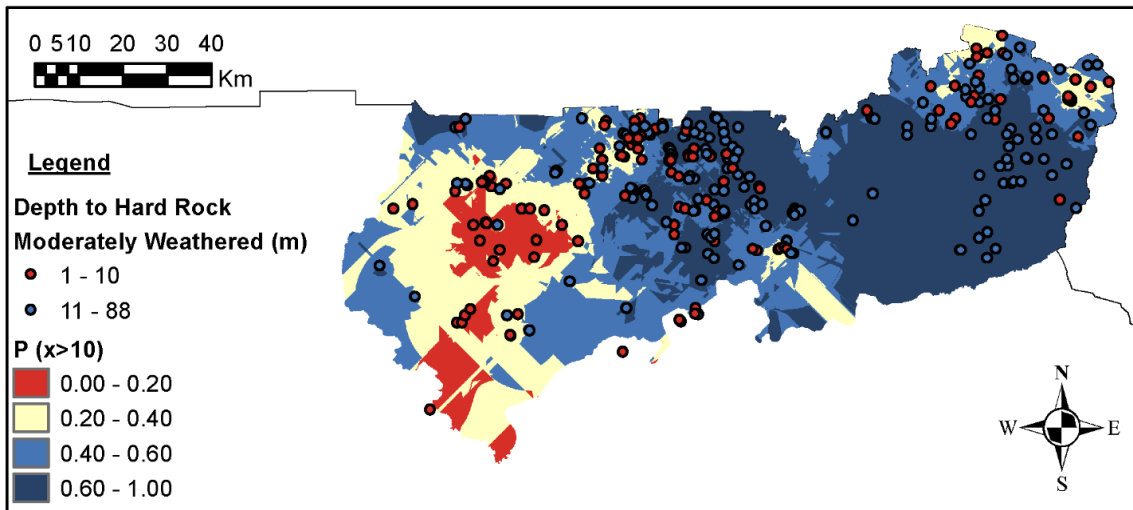 0 5 10 20 30 40
Km
Legend
Depth to Hard Rock
Moderately Weathered (m)
1 - 10
11 - 88
P (x>10)
0.00 - 0.20
0.20 - 0.40
0.40 - 0.60
0.60 - 1.00
N
W E
S